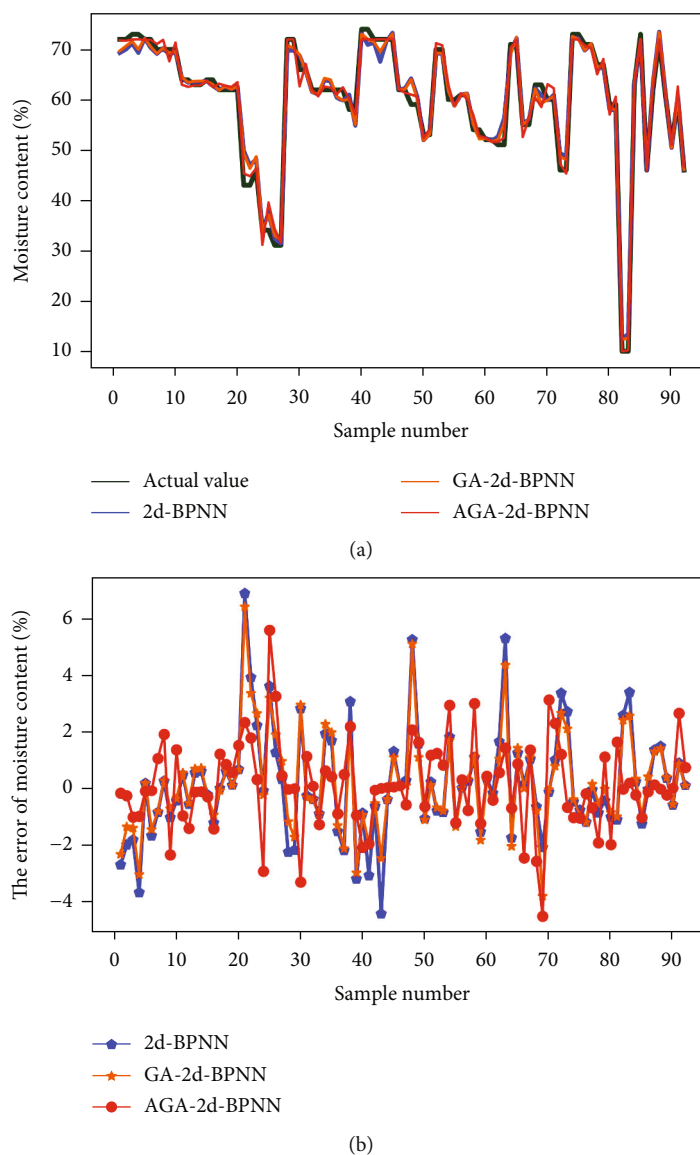 70
60
50
40
30
20
10
Moisture content (%)
0 10 20 30 40 50 60 70 80 90
Sample number
Actual value
2d-BPNN
GA-2d-BPNN
AGA-2d-BPNN
(a)
6
4
2
0
−2
−4
The error of moisture content (%)
0 10 20 30 40 50 60 70 80 90
Sample number
2d-BPNN
GA-2d-BPNN
AGA-2d-BPNN
(b)